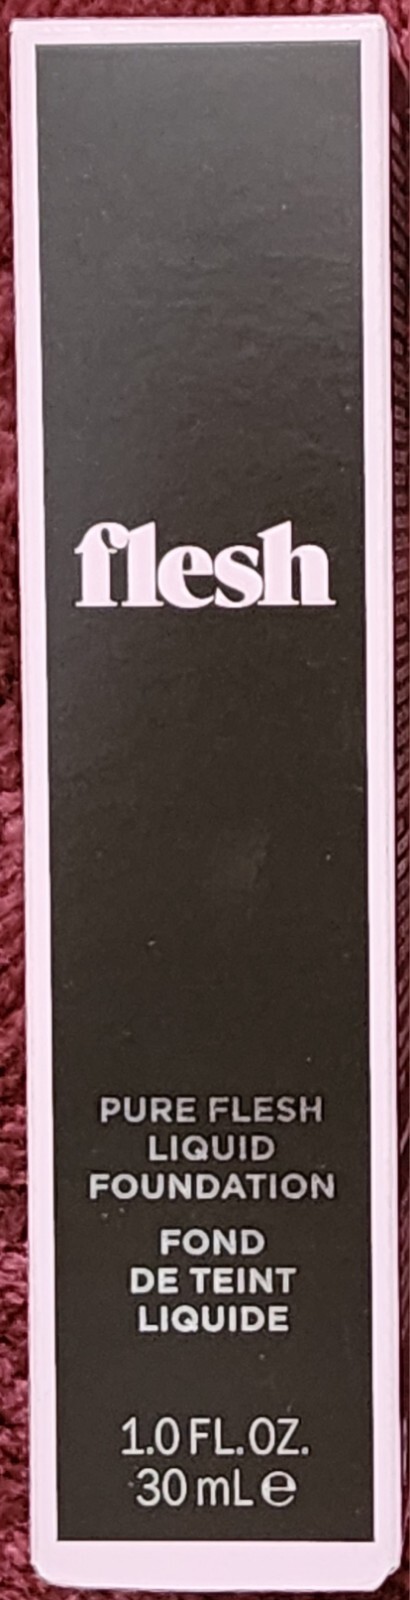 flesh
PURE FLESH
LIQUID
FOUNDATION
FOND
DE TEINT
LIQUIDE
1.0 FL.OZ.
30 mL e